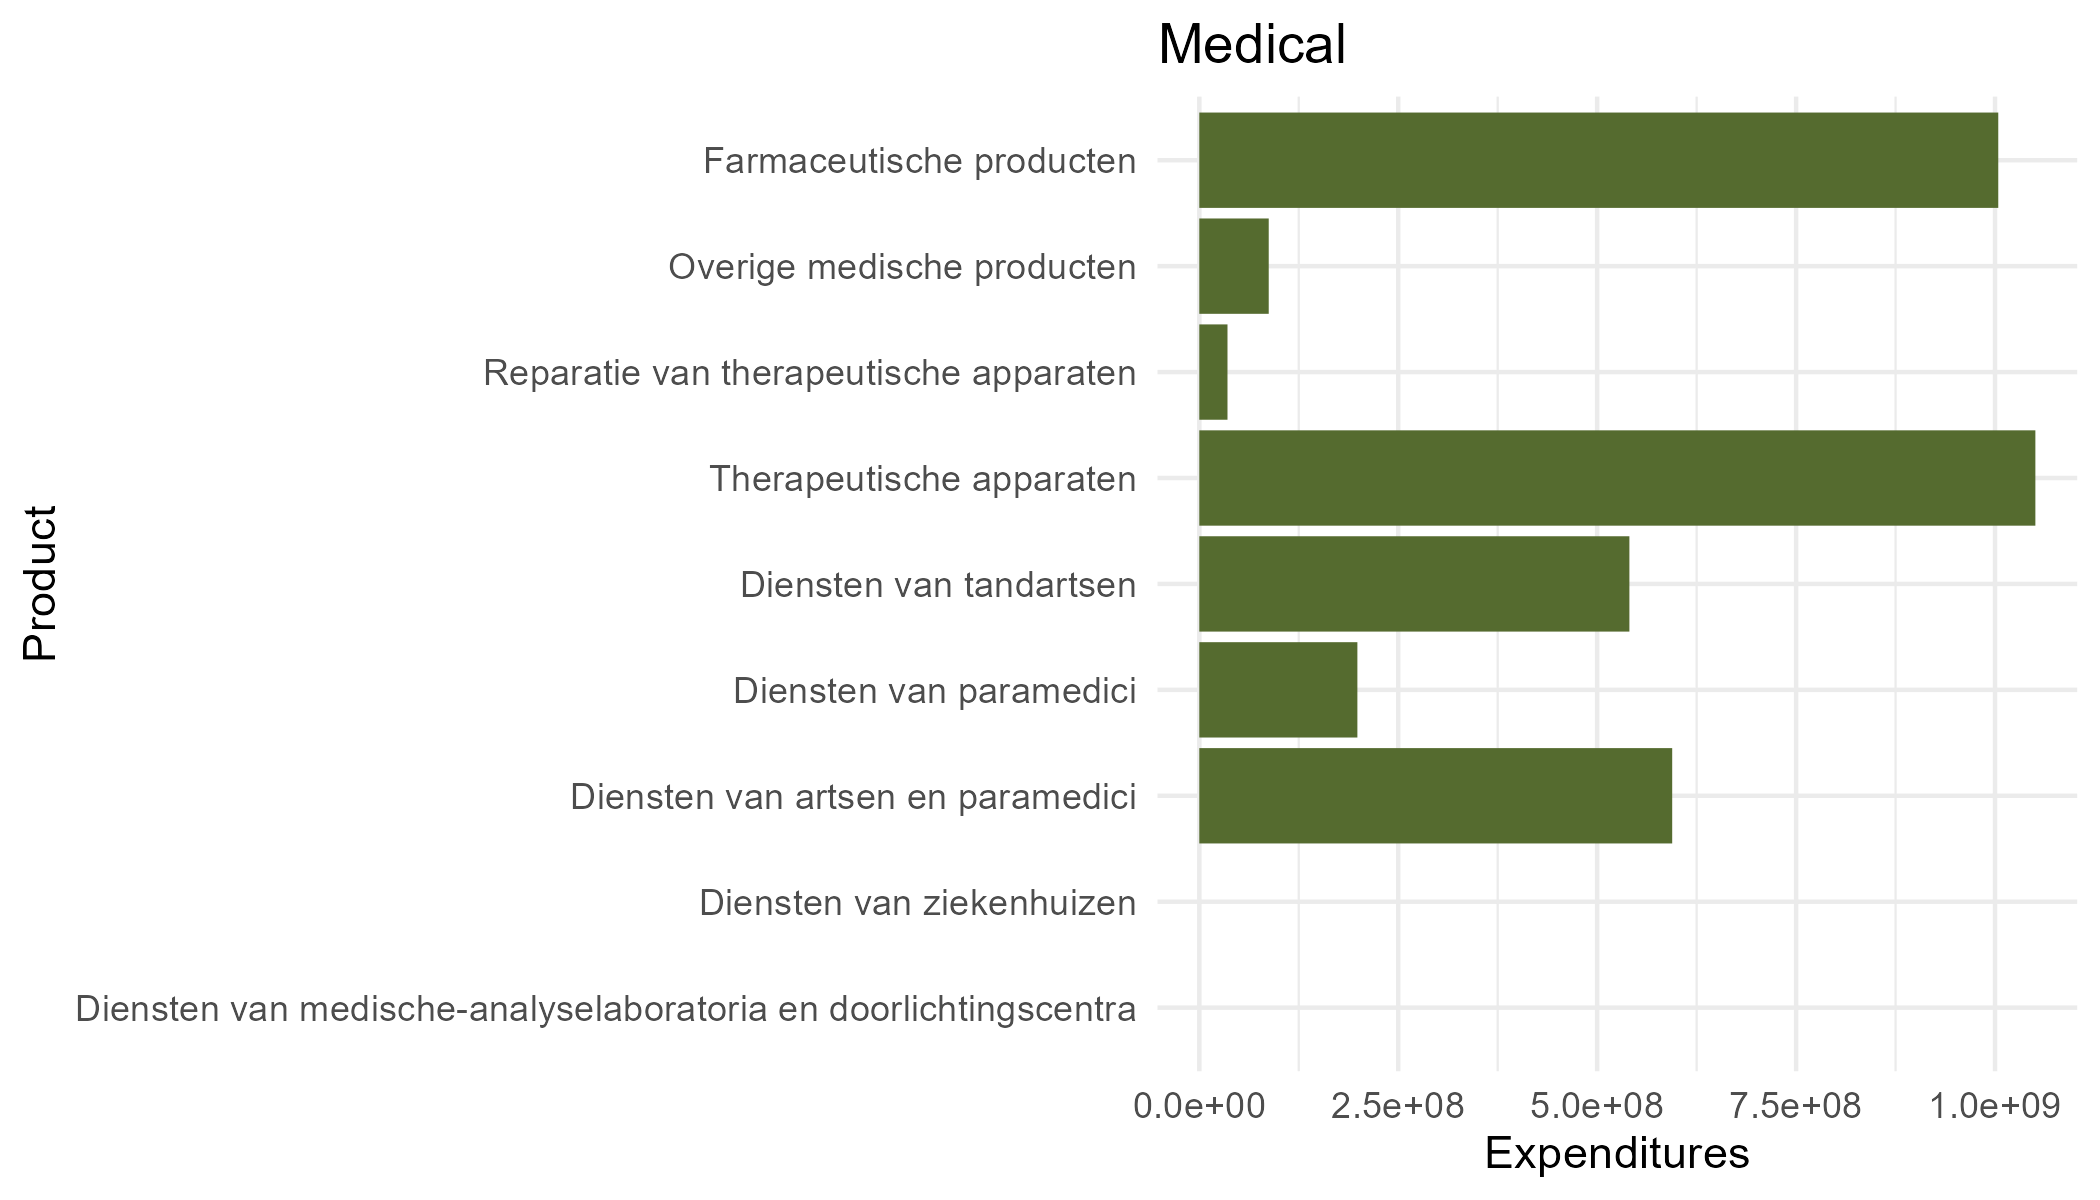 Medical
Farmaceutische producten
Overige medische producten
Reparatie van therapeutische apparaten
Therapeutische apparaten
Diensten van tandartsen
Diensten van paramedici
Diensten van artsen en paramedici
Diensten van ziekenhuizen
Diensten van medische-analyselaboratoria en doorlichtingscentra
Product
0.0e+00 2.5e+08 5.0e+08 7.5e+08 1.0e+09
Expenditures